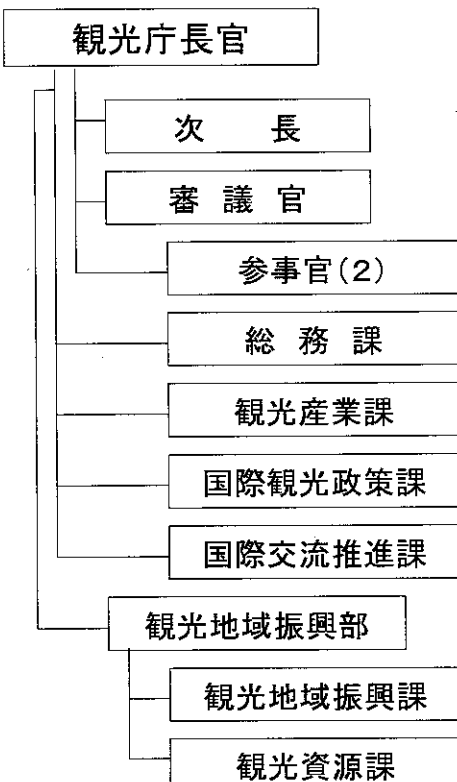 観光庁長官
次　長
審議官
参事官(2)
総務課
観光産業課
国際観光政策課
国際交流推進課
観光地域振興部
観光地域振興課
観光資源課